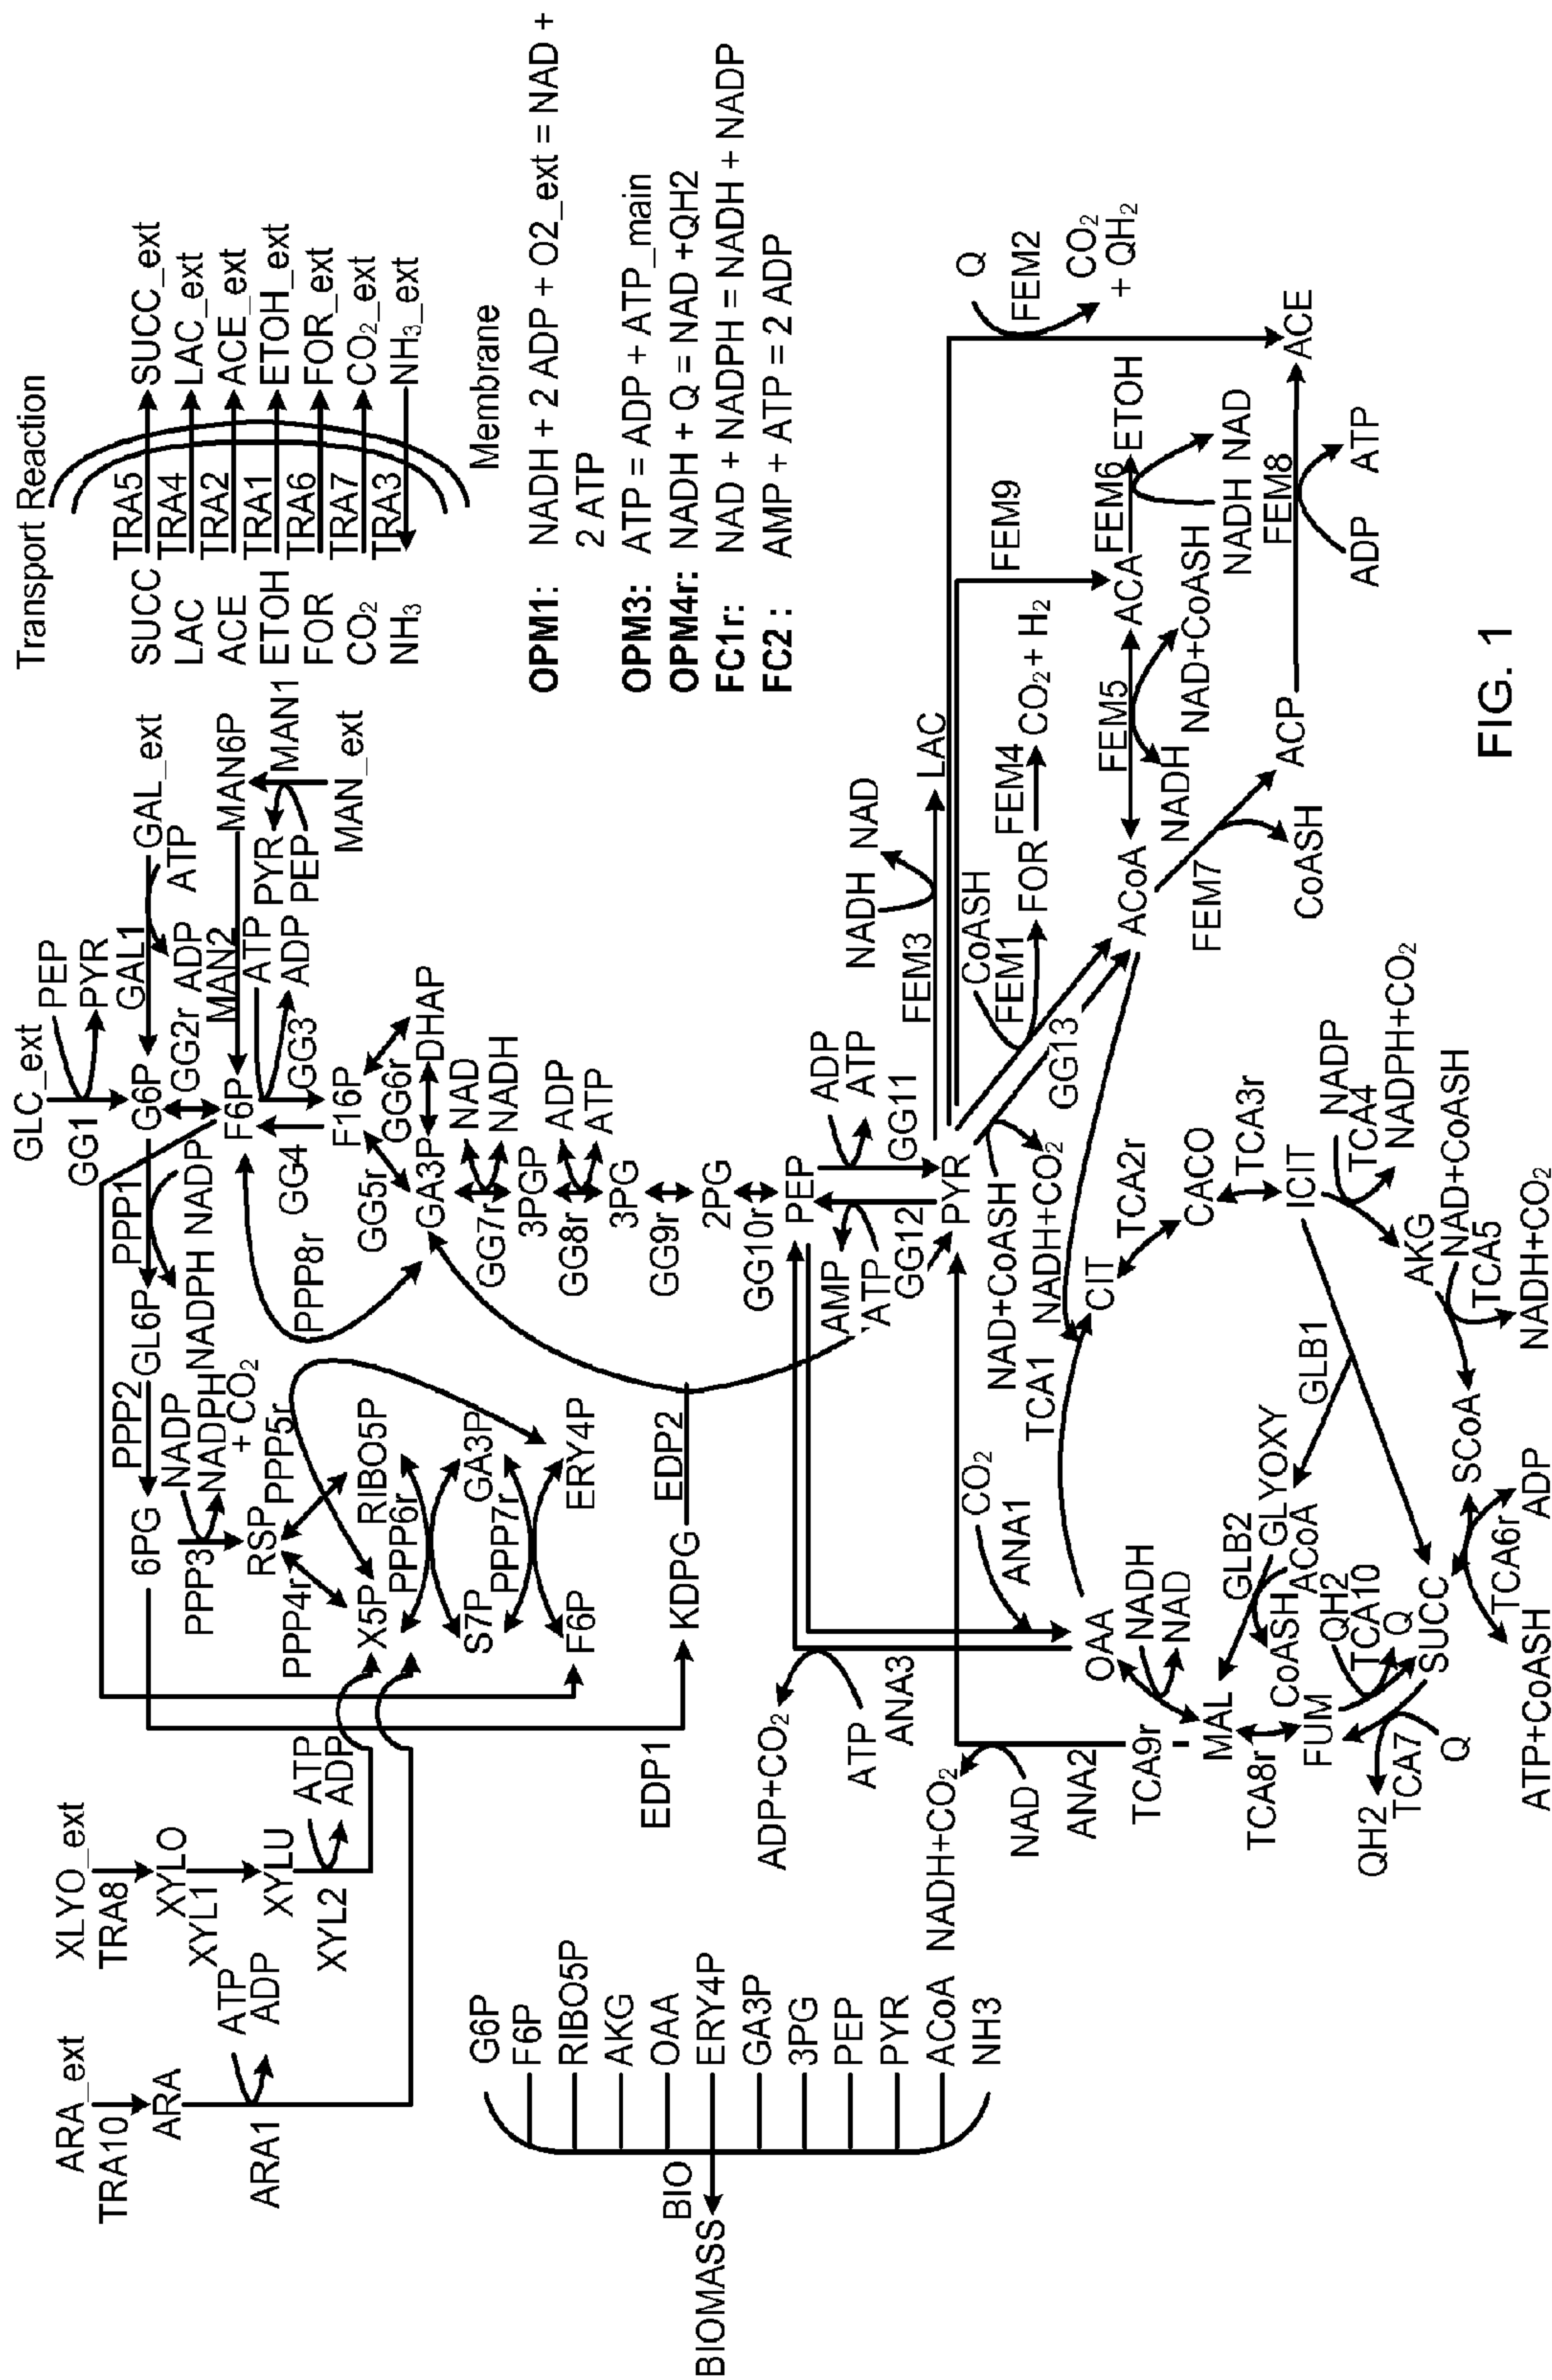 ARA_ext
TRA10
ARA
ATP
ADP
ARA1
XLYO_ext
TRA8
XYLO
XYL1
XYLU
ATP
ADP
XYL2
GLC_ext
PEP
PYR
GG1
GAL_ext
GAL1
ATP
ADP
G6P
GG2r
MAN6P
MAN2
MAN1
PYR
PEP
MAN_ext
F6P
ATP
ADP
GG3
GG4
F16P
GG5r
GG6r
GA3P
DHAP
GG7r
NAD
NADH
3PGP
GG8r
ADP
ATP
3PG
GG9r
2PG
GG10r
PEP
ADP
ATP
GG11
AMP
ATP
GG12
PYR
6PG
PPP2
GL6P
PPP1
NADPH NADP
NADP
NADPH
+ CO₂
PPP3
RSP
PPP4r
PPP5r
X5P
RIBO5P
PPP6r
S7P
GA3P
PPP7r
F6P
ERY4P
PPP8r
EDP1
KDPG
EDP2
Transport Reaction
SUCC TRA5 SUCC_ext
LAC TRA4 LAC_ext
ACE TRA2 ACE_ext
ETOH TRA1 ETOH_ext
FOR TRA6 FOR_ext
CO₂ TRA7 CO₂_ext
NH₃ TRA3 NH₃_ext
Membrane
OPM1: NADH + 2 ADP + O2_ext = NAD +
2 ATP
OPM3: ATP = ADP + ATP_main
OPM4r: NADH + Q = NAD +QH2
FC1r: NAD + NADPH = NADH + NADP
FC2 : AMP + ATP = 2 ADP
G6P
F6P
RIBO5P
AKG
OAA
BIO
ERY4P
BIOMASS
GA3P
3PG
PEP
PYR
ACoA
NH3
ADP+CO₂
ATP
ANA3
CO₂
ANA1
NADH+CO₂
NAD
ANA2
NADH NAD
FEM3
LAC
CoASH
FEM1
FOR
FEM4
CO₂ + H₂
FEM9
Q
FEM2
CO₂
+ QH₂
NAD+CoASH
NADH+CO₂
GG13
ACoA
FEM5
NADH
NAD+CoASH
ACA
FEM6
ETOH
NADH NAD
FEM7
CoASH
ACP
FEM8
ADP
ATP
ACE
OAA
TCA1
CIT
TCA2r
CACO
TCA3r
ICIT
NADP
TCA4
NADPH+CO₂
AKG
NAD+CoASH
TCA5
NADH+CO₂
SCoA
TCA6r
ADP
ATP+CoASH
SUCC
GLB1
GLYOXY
GLB2
ACoA
CoASH
NADH
NAD
TCA9r
MAL
TCA8r
FUM
QH2
TCA10
Q
QH2
TCA7
Q
FIG. 1